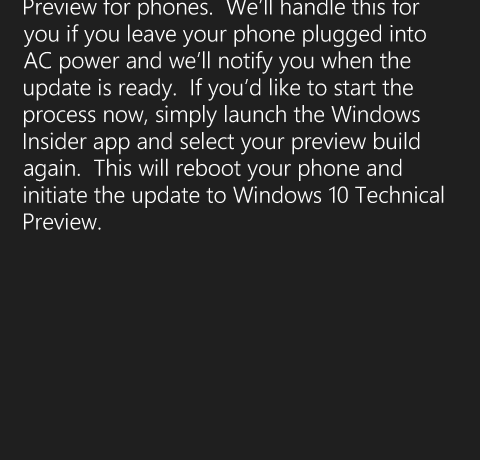 Preview for phones.  We'll handle this for
you if you leave your phone plugged into
AC power and we'll notify you when the
update is ready.  If you'd like to start the
process now, simply launch the Windows
Insider app and select your preview build
again.  This will reboot your phone and
initiate the update to Windows 10 Technical
Preview.